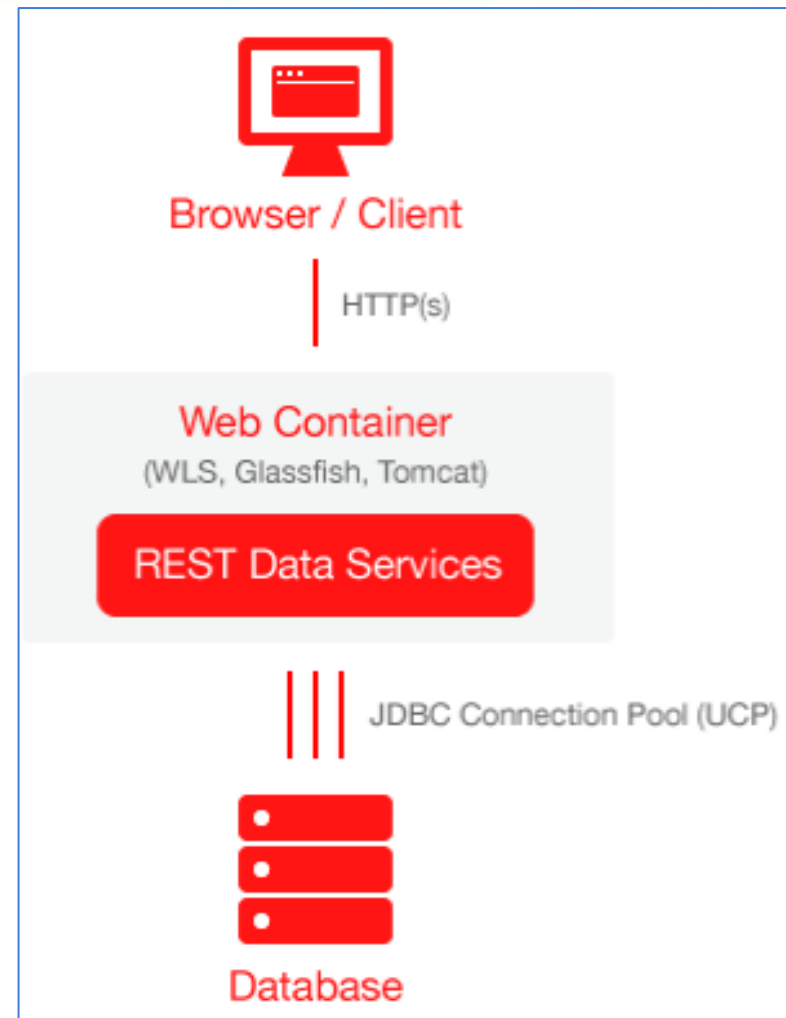 Browser / Client
HTTP(s)
Web Container
(WLS, Glassfish, Tomcat)
REST Data Services
JDBC Connection Pool (UCP)
Database